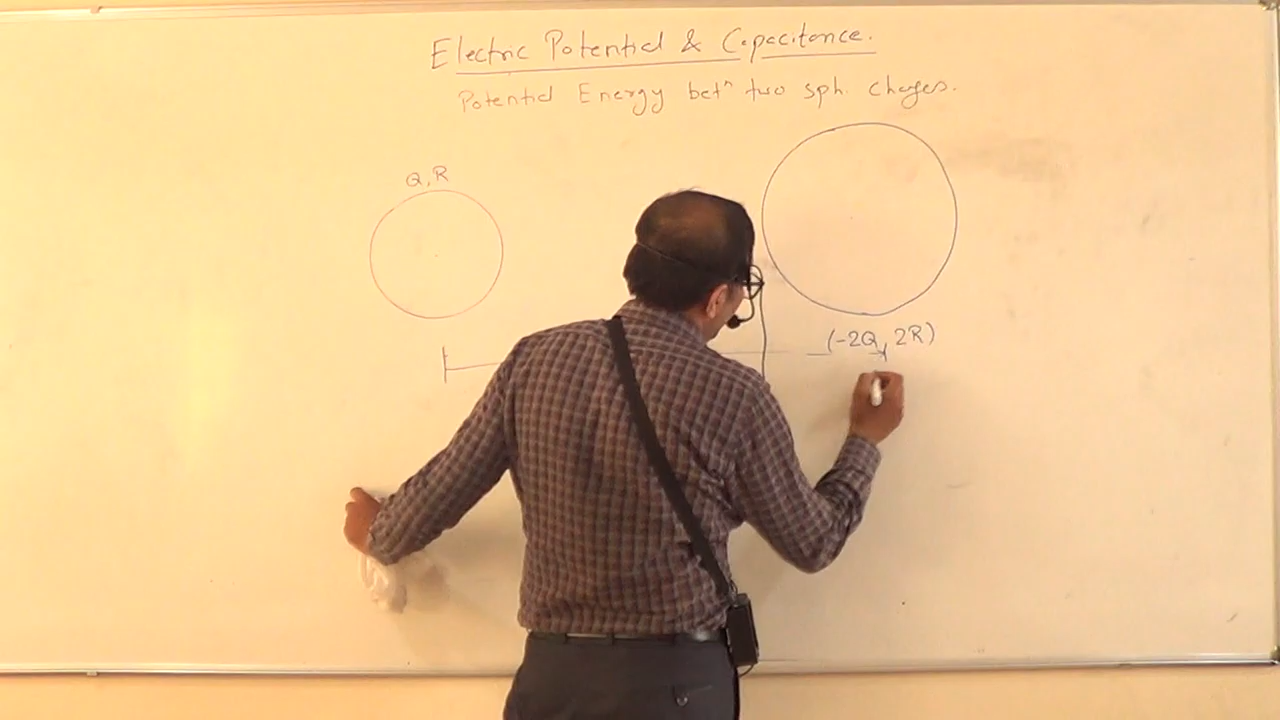 Electric Potential & Capacitance.
Potential Energy betⁿ two sph. charges.
Q, R
(-2Q, 2R)